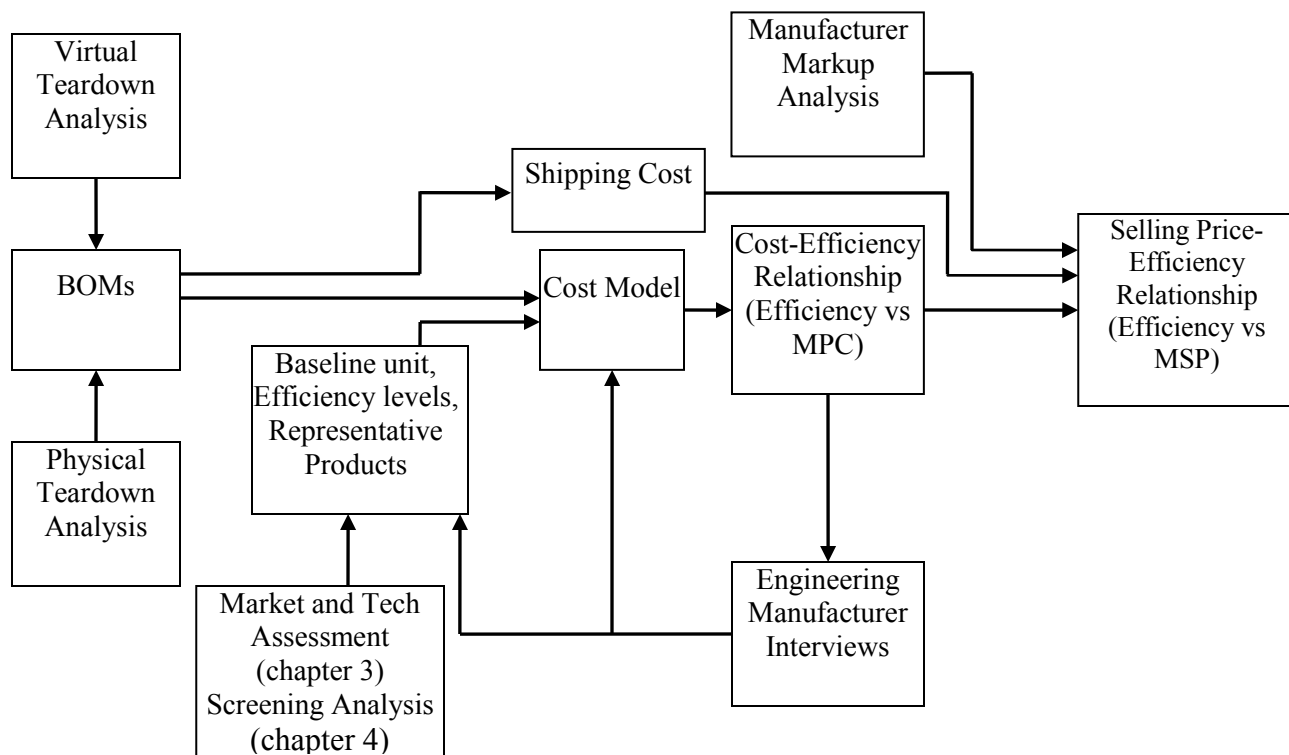 Virtual
Teardown
Analysis
Manufacturer
Markup
Analysis
Shipping Cost
BOMs
Cost Model
Cost-Efficiency
Relationship
(Efficiency vs
MPC)
Selling Price-
Efficiency
Relationship
(Efficiency vs
MSP)
Baseline unit,
Efficiency levels,
Representative
Products
Physical
Teardown
Analysis
Market and Tech
Assessment
(chapter 3)
Screening Analysis
(chapter 4)
Engineering
Manufacturer
Interviews